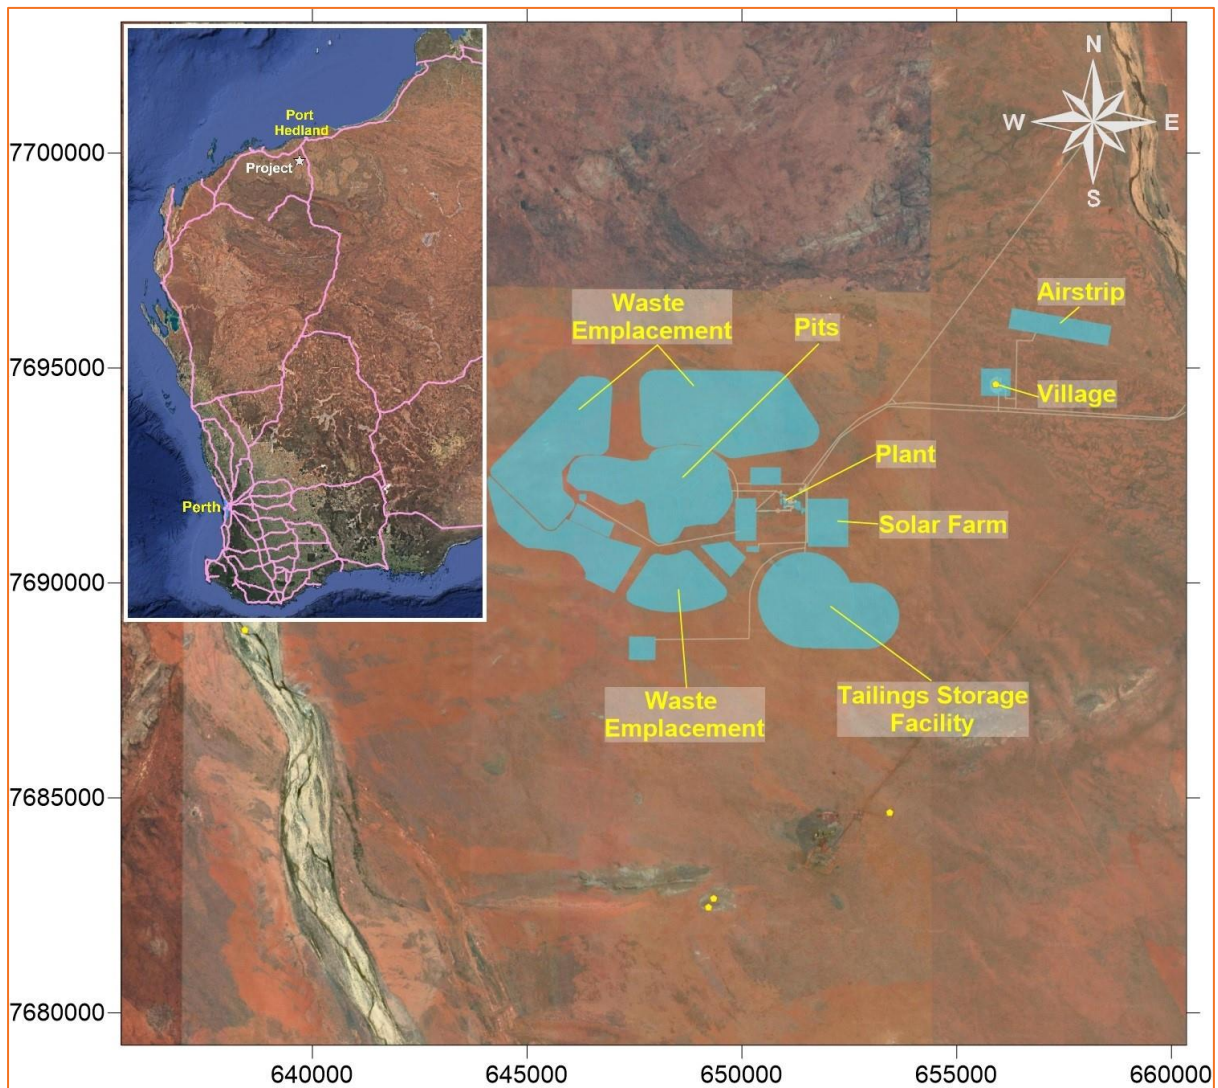 N
W
E
S
7700000
7695000
7690000
7685000
7680000
Port
Hedland
Project
Perth
Waste
Emplacement
Pits
Airstrip
Village
Plant
Solar Farm
Waste
Emplacement
Tailings Storage
Facility
640000
645000
650000
655000
660000